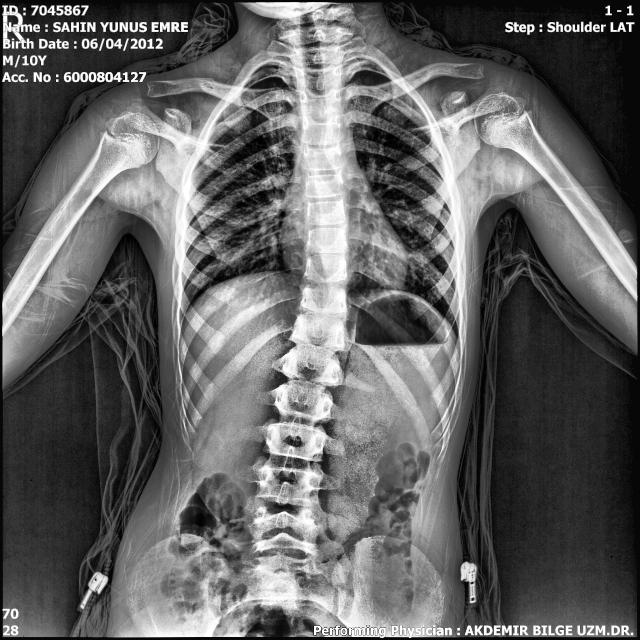 ID : 7045867
Name : SAHIN YUNUS EMRE
Birth Date : 06/04/2012
M/10Y
Acc. No : 6000804127
1 - 1
Step : Shoulder LAT
R
70
28
Performing Physician : AKDEMIR BILGE UZM.DR.